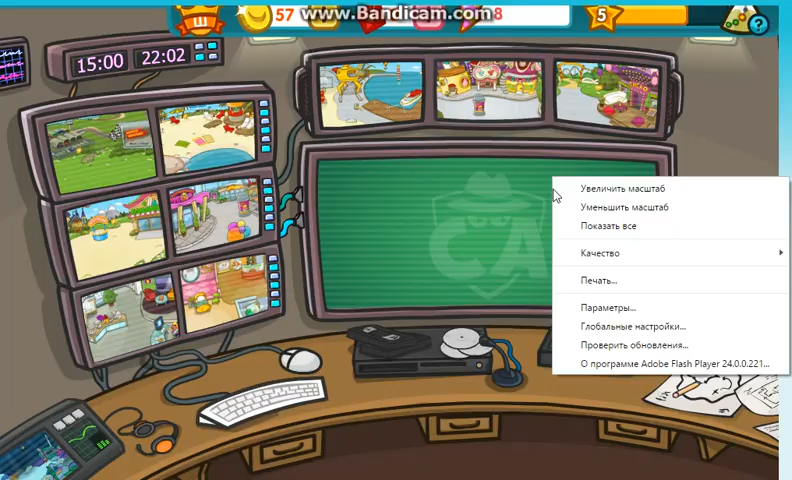 Ш
57
www.Bandicam.com
8
5
?
15:00
22:02
CA
Увеличить масштаб
Уменьшить масштаб
Показать все
Качество
Печать...
Параметры...
Глобальные настройки...
Проверить обновления...
О программе Adobe Flash Player 24.0.0.221...